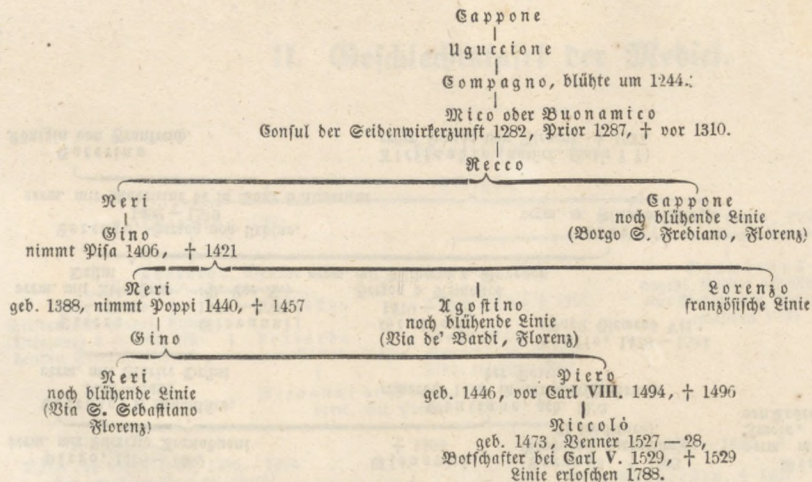 Cappone
Uguccione
Compagno, blühte um 1244.
Mico oder Buonamico
Consul der Seidenwirkerzunft 1282, Prior 1287, † vor 1310.
Recco
Neri
Gino
nimmt Pisa 1406, † 1421
Cappone
noch blühende Linie
(Borgo S. Frediano, Florenz)
Neri
geb. 1388, nimmt Poppi 1440, † 1457
Agostino
noch blühende Linie
(Via de' Bardi, Florenz)
Lorenzo
französische Linie
Gino
Neri
noch blühende Linie
(Via S. Sebastiano
Florenz)
Piero
geb. 1446, vor Carl VIII. 1494, † 1496
Niccolò
geb. 1473, Venner 1527—28,
Botschafter bei Carl V. 1529, † 1529
Linie erloschen 1788.